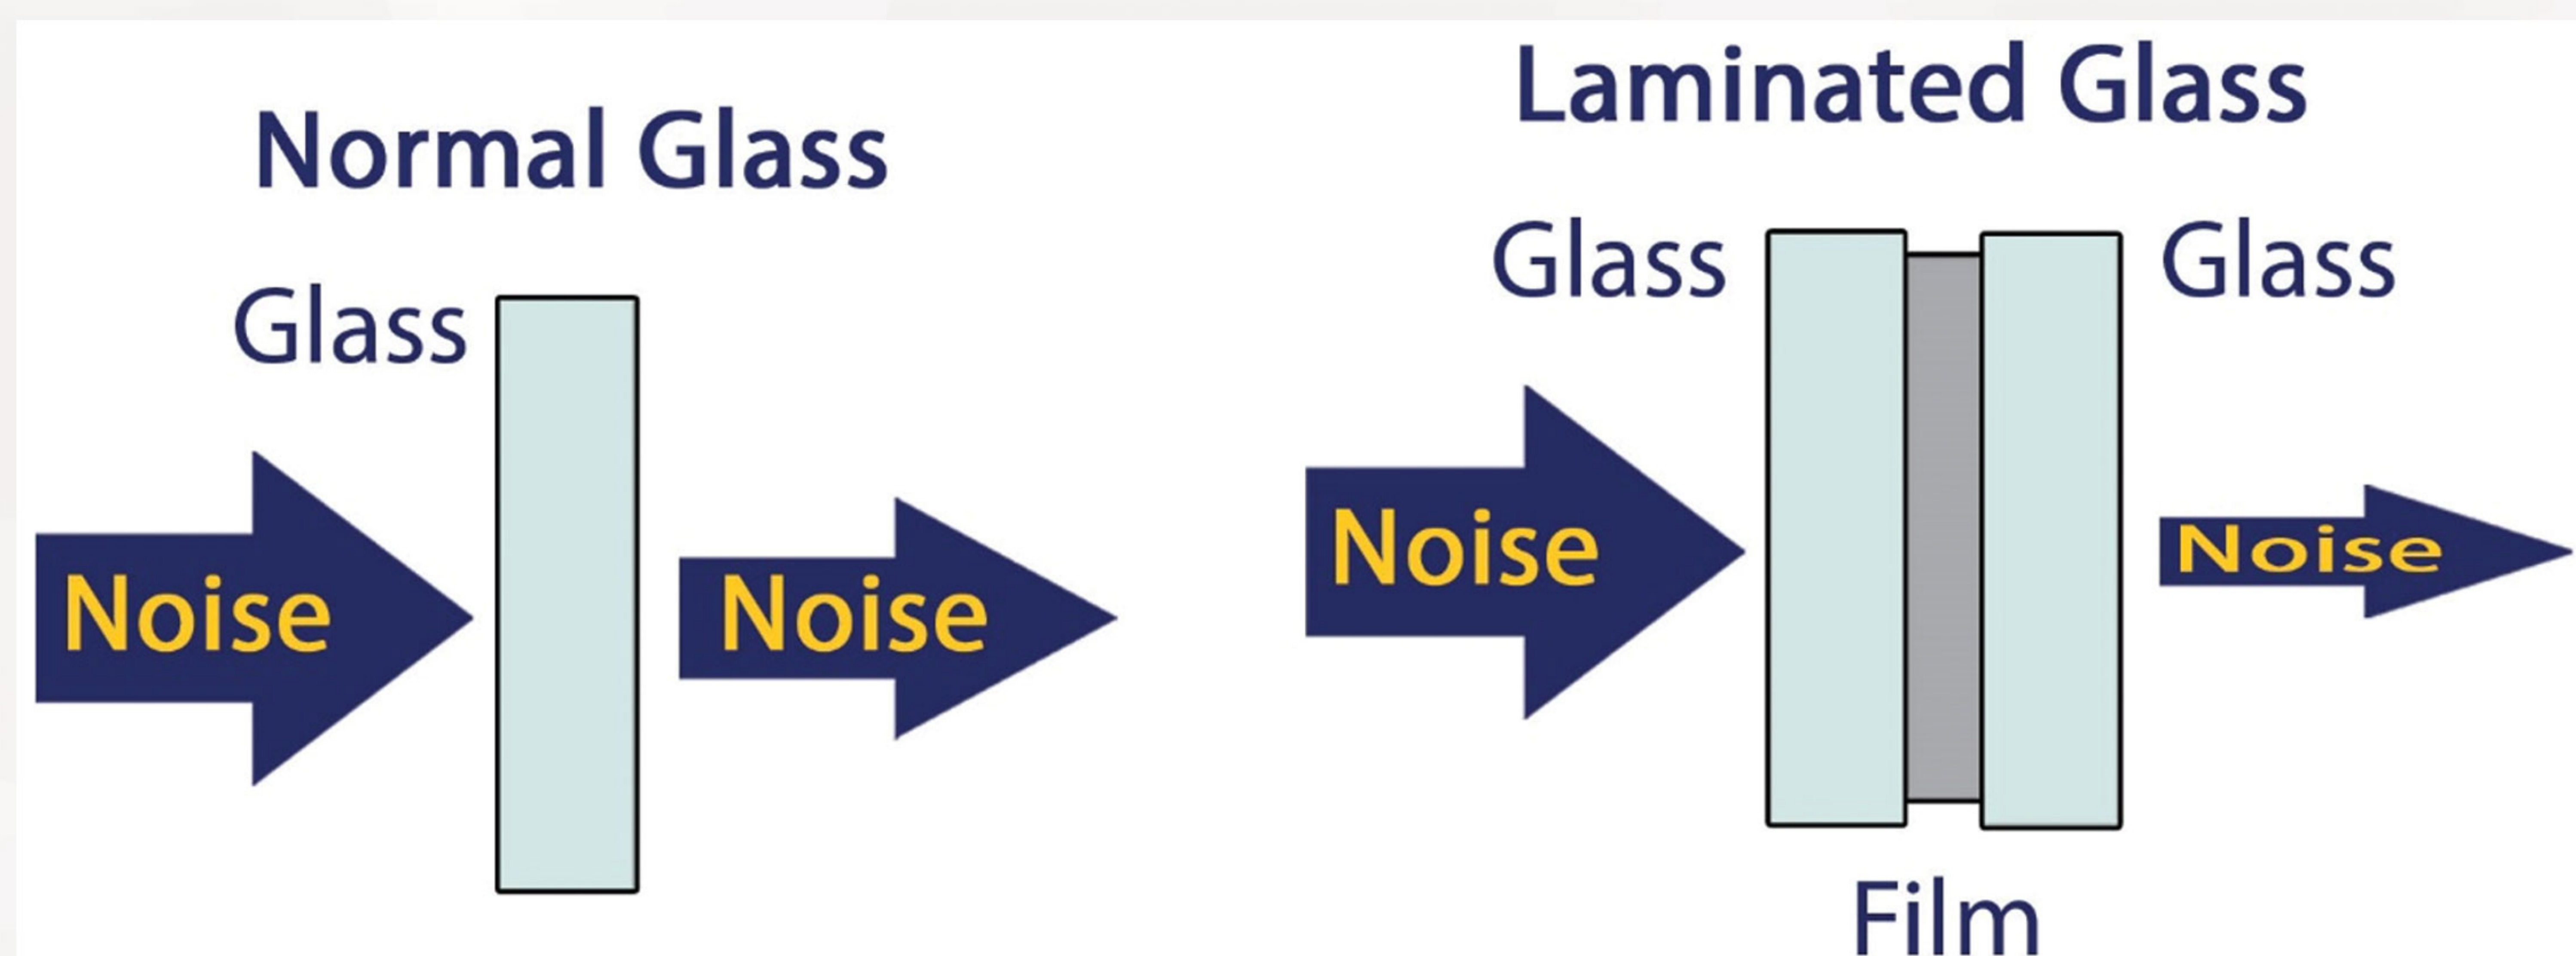 Normal Glass
Glass
Noise
Noise
Laminated Glass
Glass
Glass
Noise
Noise
Film